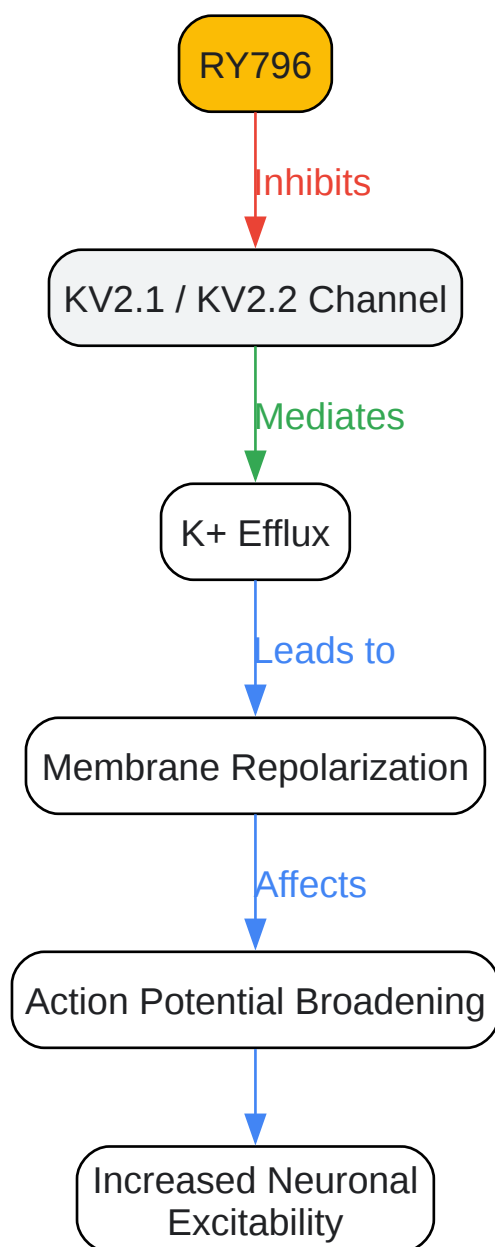 RY796
Inhibits
KV2.1 / KV2.2 Channel
Mediates
K+ Efflux
Leads to
Membrane Repolarization
Affects
Action Potential Broadening
Increased Neuronal
Excitability